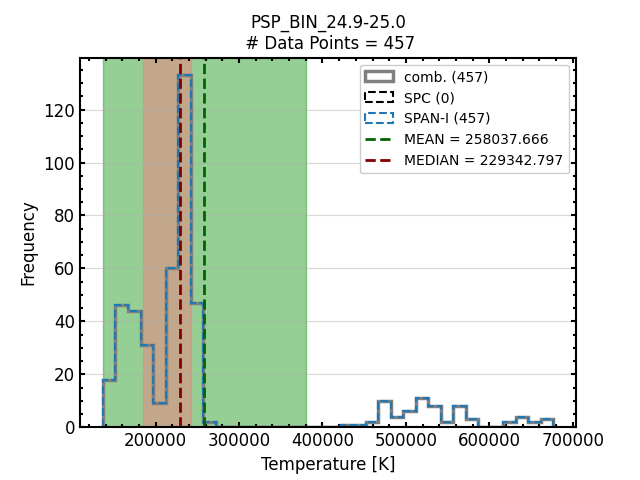 PSP_BIN_24.9-25.0
# Data Points = 457
comb. (457)
SPC (0)
SPAN-I (457)
MEAN = 258037.666
MEDIAN = 229342.797
Frequency
120
100
80
60
40
20
0
200000 300000 400000 500000 600000 700000
Temperature [K]